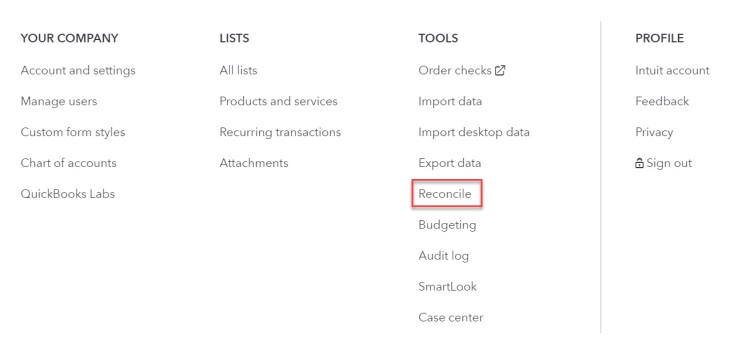 YOUR COMPANY
Account and settings
Manage users
Custom form styles
Chart of accounts
QuickBooks Labs
LISTS
All lists
Products and services
Recurring transactions
Attachments
TOOLS
Order checks
Import data
Import desktop data
Export data
Reconcile
Budgeting
Audit log
SmartLook
Case center
PROFILE
Intuit account
Feedback
Privacy
Sign out